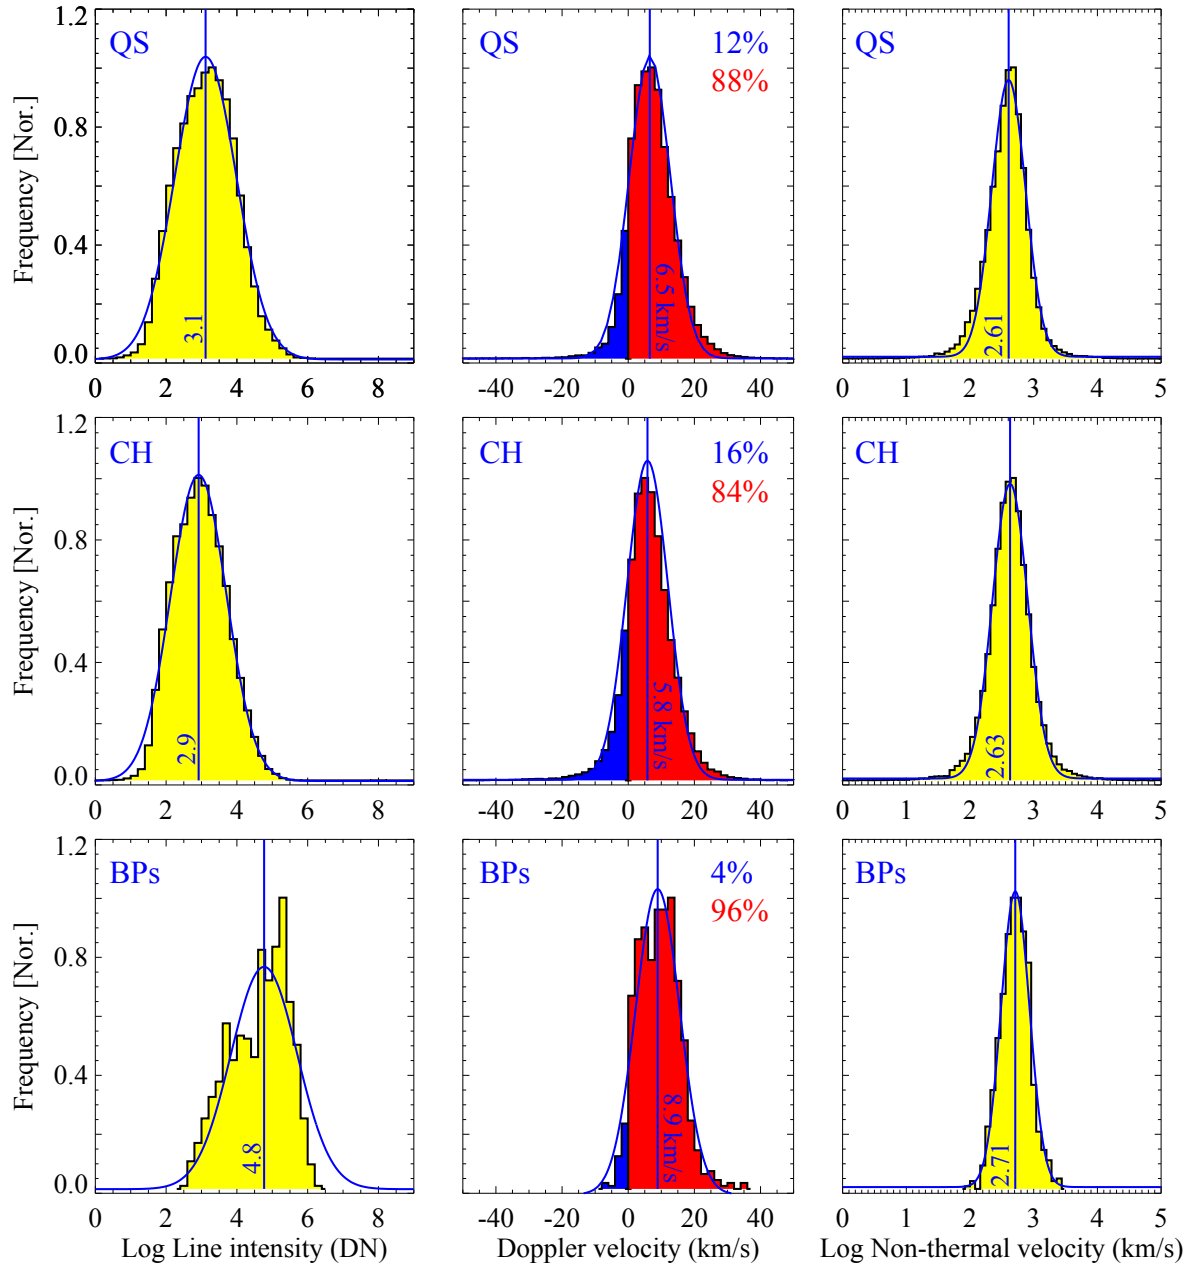 1.2
0.8
0.4
0.0
Frequency [Nor.]
QS
3.1
0 2 4 6 8
QS
12%
88%
6.5 km/s
-40 -20 0 20 40
QS
2.61
0 1 2 3 4 5
1.2
0.8
0.4
0.0
Frequency [Nor.]
CH
2.9
0 2 4 6 8
CH
16%
84%
5.8 km/s
-40 -20 0 20 40
CH
2.63
0 1 2 3 4 5
1.2
0.8
0.4
0.0
Frequency [Nor.]
BPs
4.8
0 2 4 6 8
Log Line intensity (DN)
BPs
4%
96%
8.9 km/s
-40 -20 0 20 40
Doppler velocity (km/s)
BPs
2.71
0 1 2 3 4 5
Log Non-thermal velocity (km/s)